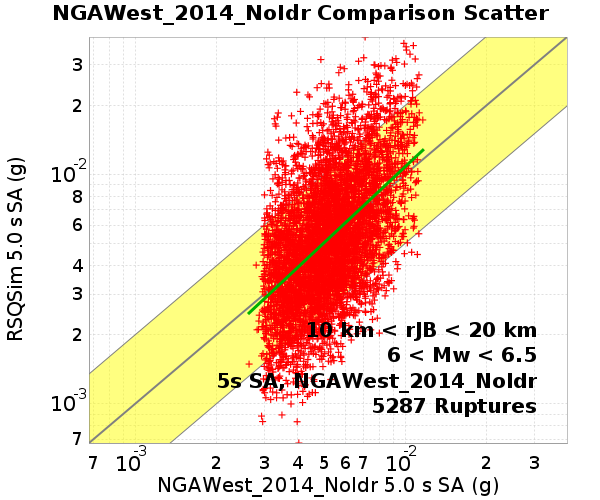 NGAWest_2014_NoIdr Comparison Scatter
3
2
10-2
8
6
4
3
2
10-3
7
RSQSim 5.0 s SA (g)
10 km < rJB < 20 km
6 < Mw < 6.5
5s SA, NGAWest_2014_NoIdr
5287 Ruptures
7 10-3 2 3 4 5 6 7 10-2 2 3
NGAWest_2014_NoIdr 5.0 s SA (g)